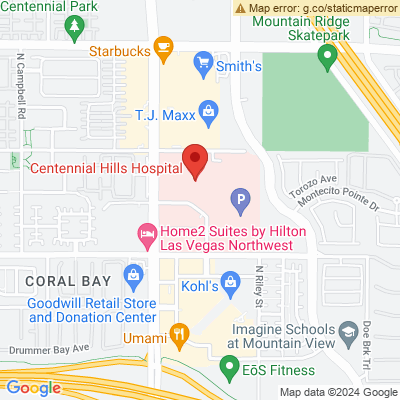 Map error: g.co/staticmaperror
Centennial Park
Mountain Ridge
Skatepark
Starbucks
Smith's
N Campbell Rd
T.J. Maxx
Centennial Hills Hospital
Torozo Ave
Montecito Pointe Dr
P
Home2 Suites by Hilton
Las Vegas Northwest
CORAL BAY
Kohl's
N Riley St
Goodwill Retail Store
and Donation Center
Imagine Schools
at Mountain View
Doe Brk Trl
Umami
Drummer Bay Ave
EōS Fitness
Google
Map data ©2024 Google